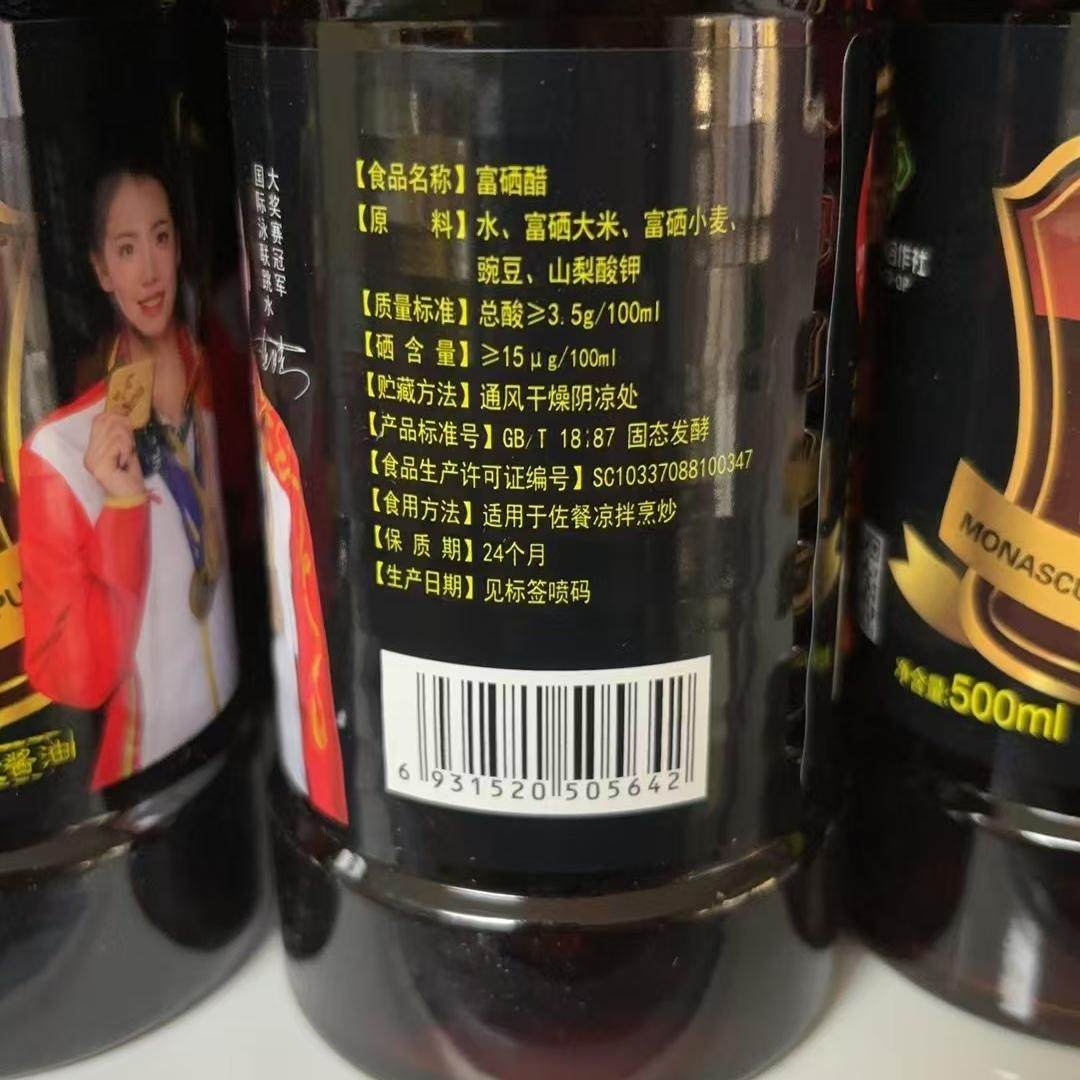 国际泳联跳水
大奖赛冠军
【食品名称】富硒醋
【原 料】水、富硒大米、富硒小麦、
豌豆、山梨酸钾
【质量标准】总酸≥3.5g/100ml
【硒 含 量】≥15μg/100ml
【贮藏方法】通风干燥阴凉处
【产品标准号】GB/T 18187 固态发酵
【食品生产许可证编号】SC10337088100347
【食用方法】适用于佐餐凉拌烹炒
【保 质 期】24个月
【生产日期】见标签喷码
6 931520 505642
酱油
作社
MONASCU
净含量:500ml